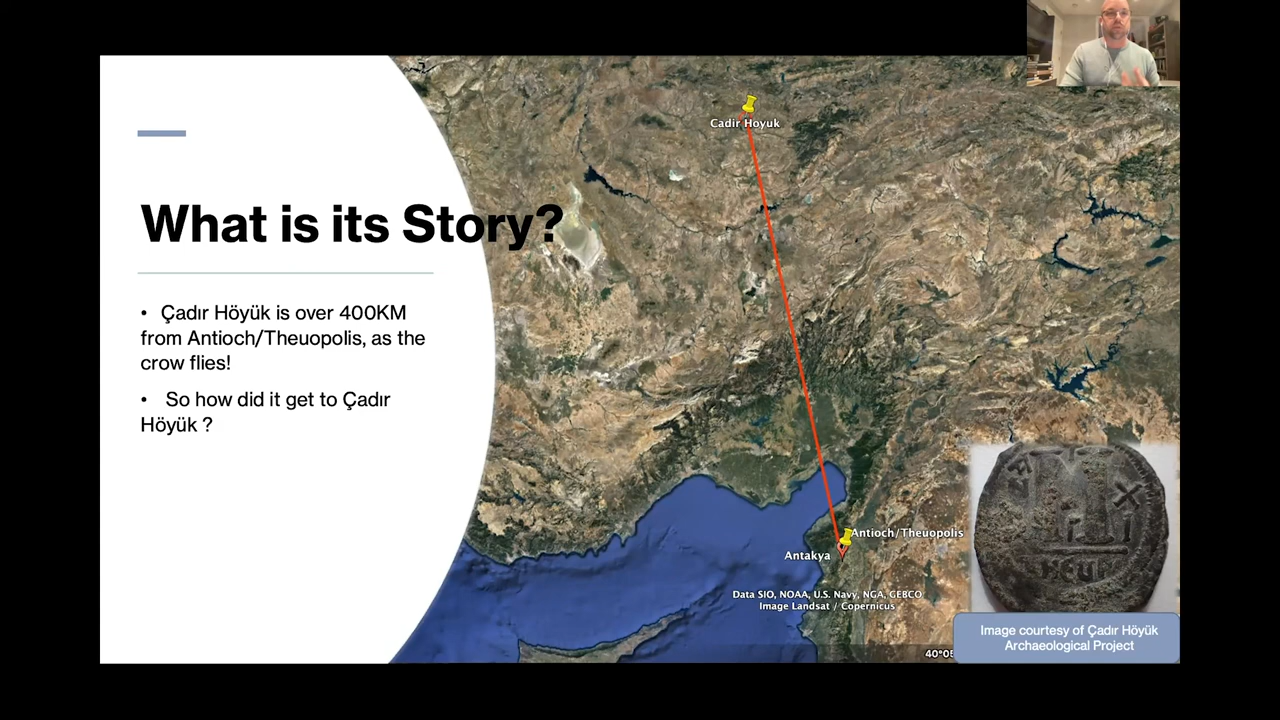 What is its Story?
• Çadır Höyük is over 400KM
from Antioch/Theuopolis, as the
crow flies!
• So how did it get to Çadır
Höyük ?
Cadir Hoyuk
Antioch/Theuopolis
Antakya
Data SIO, NOAA, U.S. Navy, NGA, GEBCO
Image Landsat / Copernicus
Image courtesy of Çadır Höyük
Archaeological Project